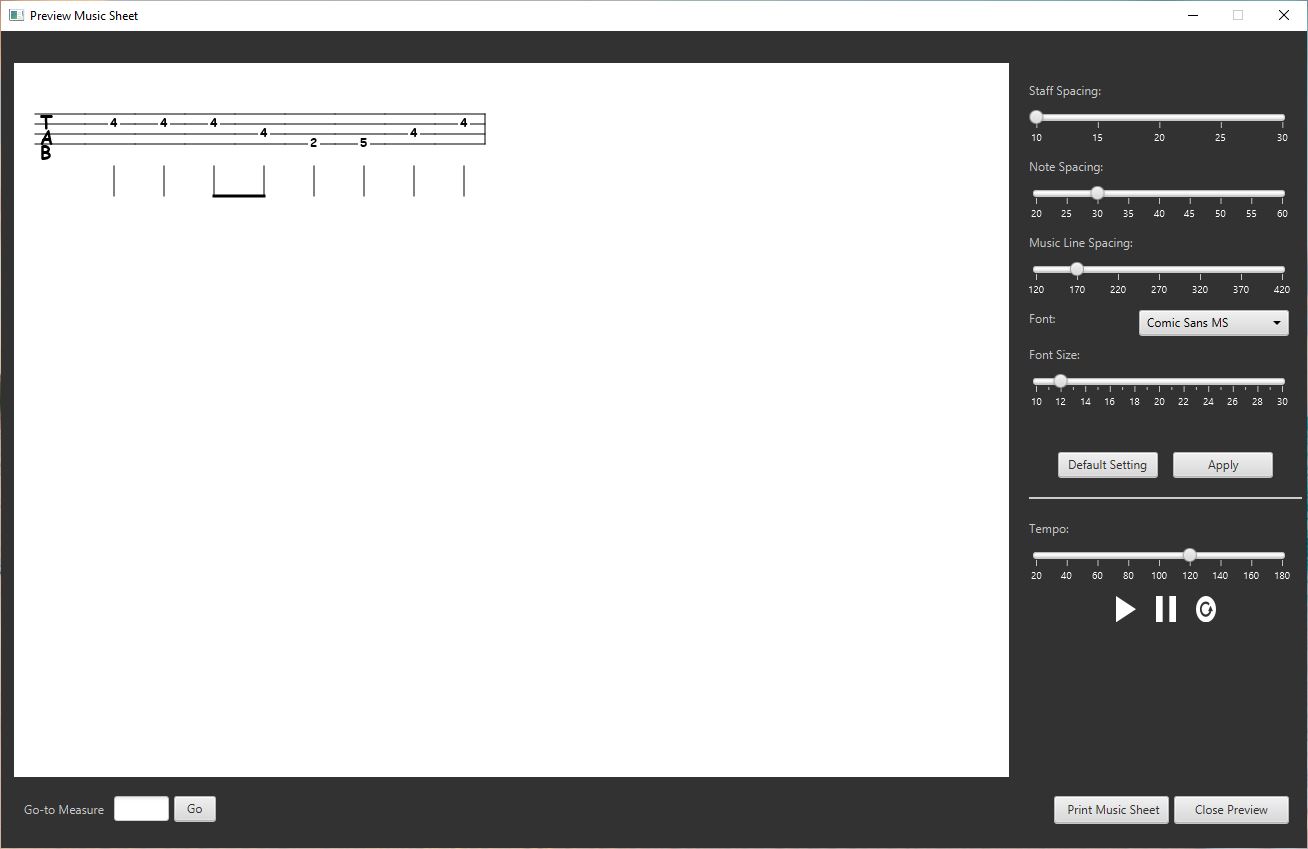 Preview Music Sheet
Staff Spacing:
10 15 20 25 30
Note Spacing:
20 25 30 35 40 45 50 55 60
Music Line Spacing:
120 170 220 270 320 370 420
Font: Comic Sans MS
Font Size:
10 12 14 16 18 20 22 24 26 28 30
Default Setting Apply
Tempo:
20 40 60 80 100 120 140 160 180
T
A
B
4 4 4 4
4 4
2 5
Go-to Measure Go
Print Music Sheet Close Preview